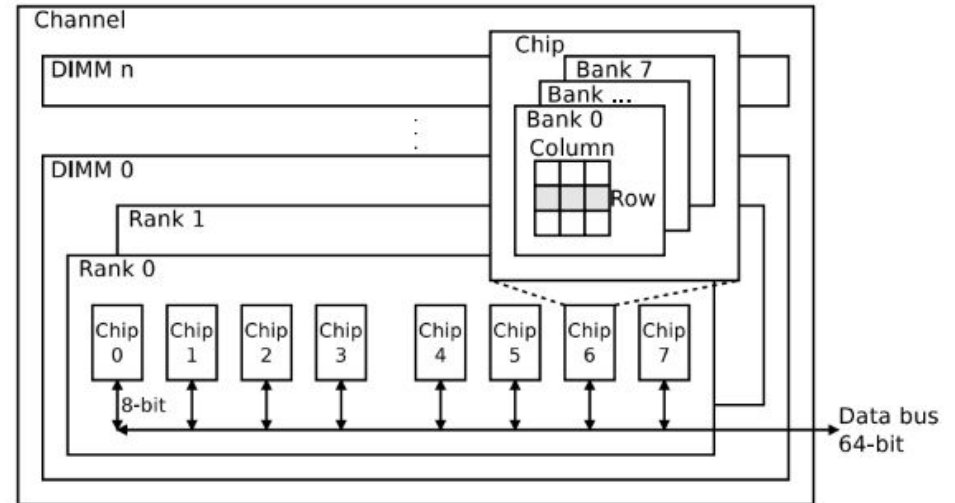 Channel
DIMM n
Chip
Bank 7
Bank ...
Bank 0
Column
Row
DIMM 0
Rank 1
Rank 0
Chip
0
Chip
1
Chip
2
Chip
3
Chip
4
Chip
5
Chip
6
Chip
7
8-bit
Data bus
64-bit